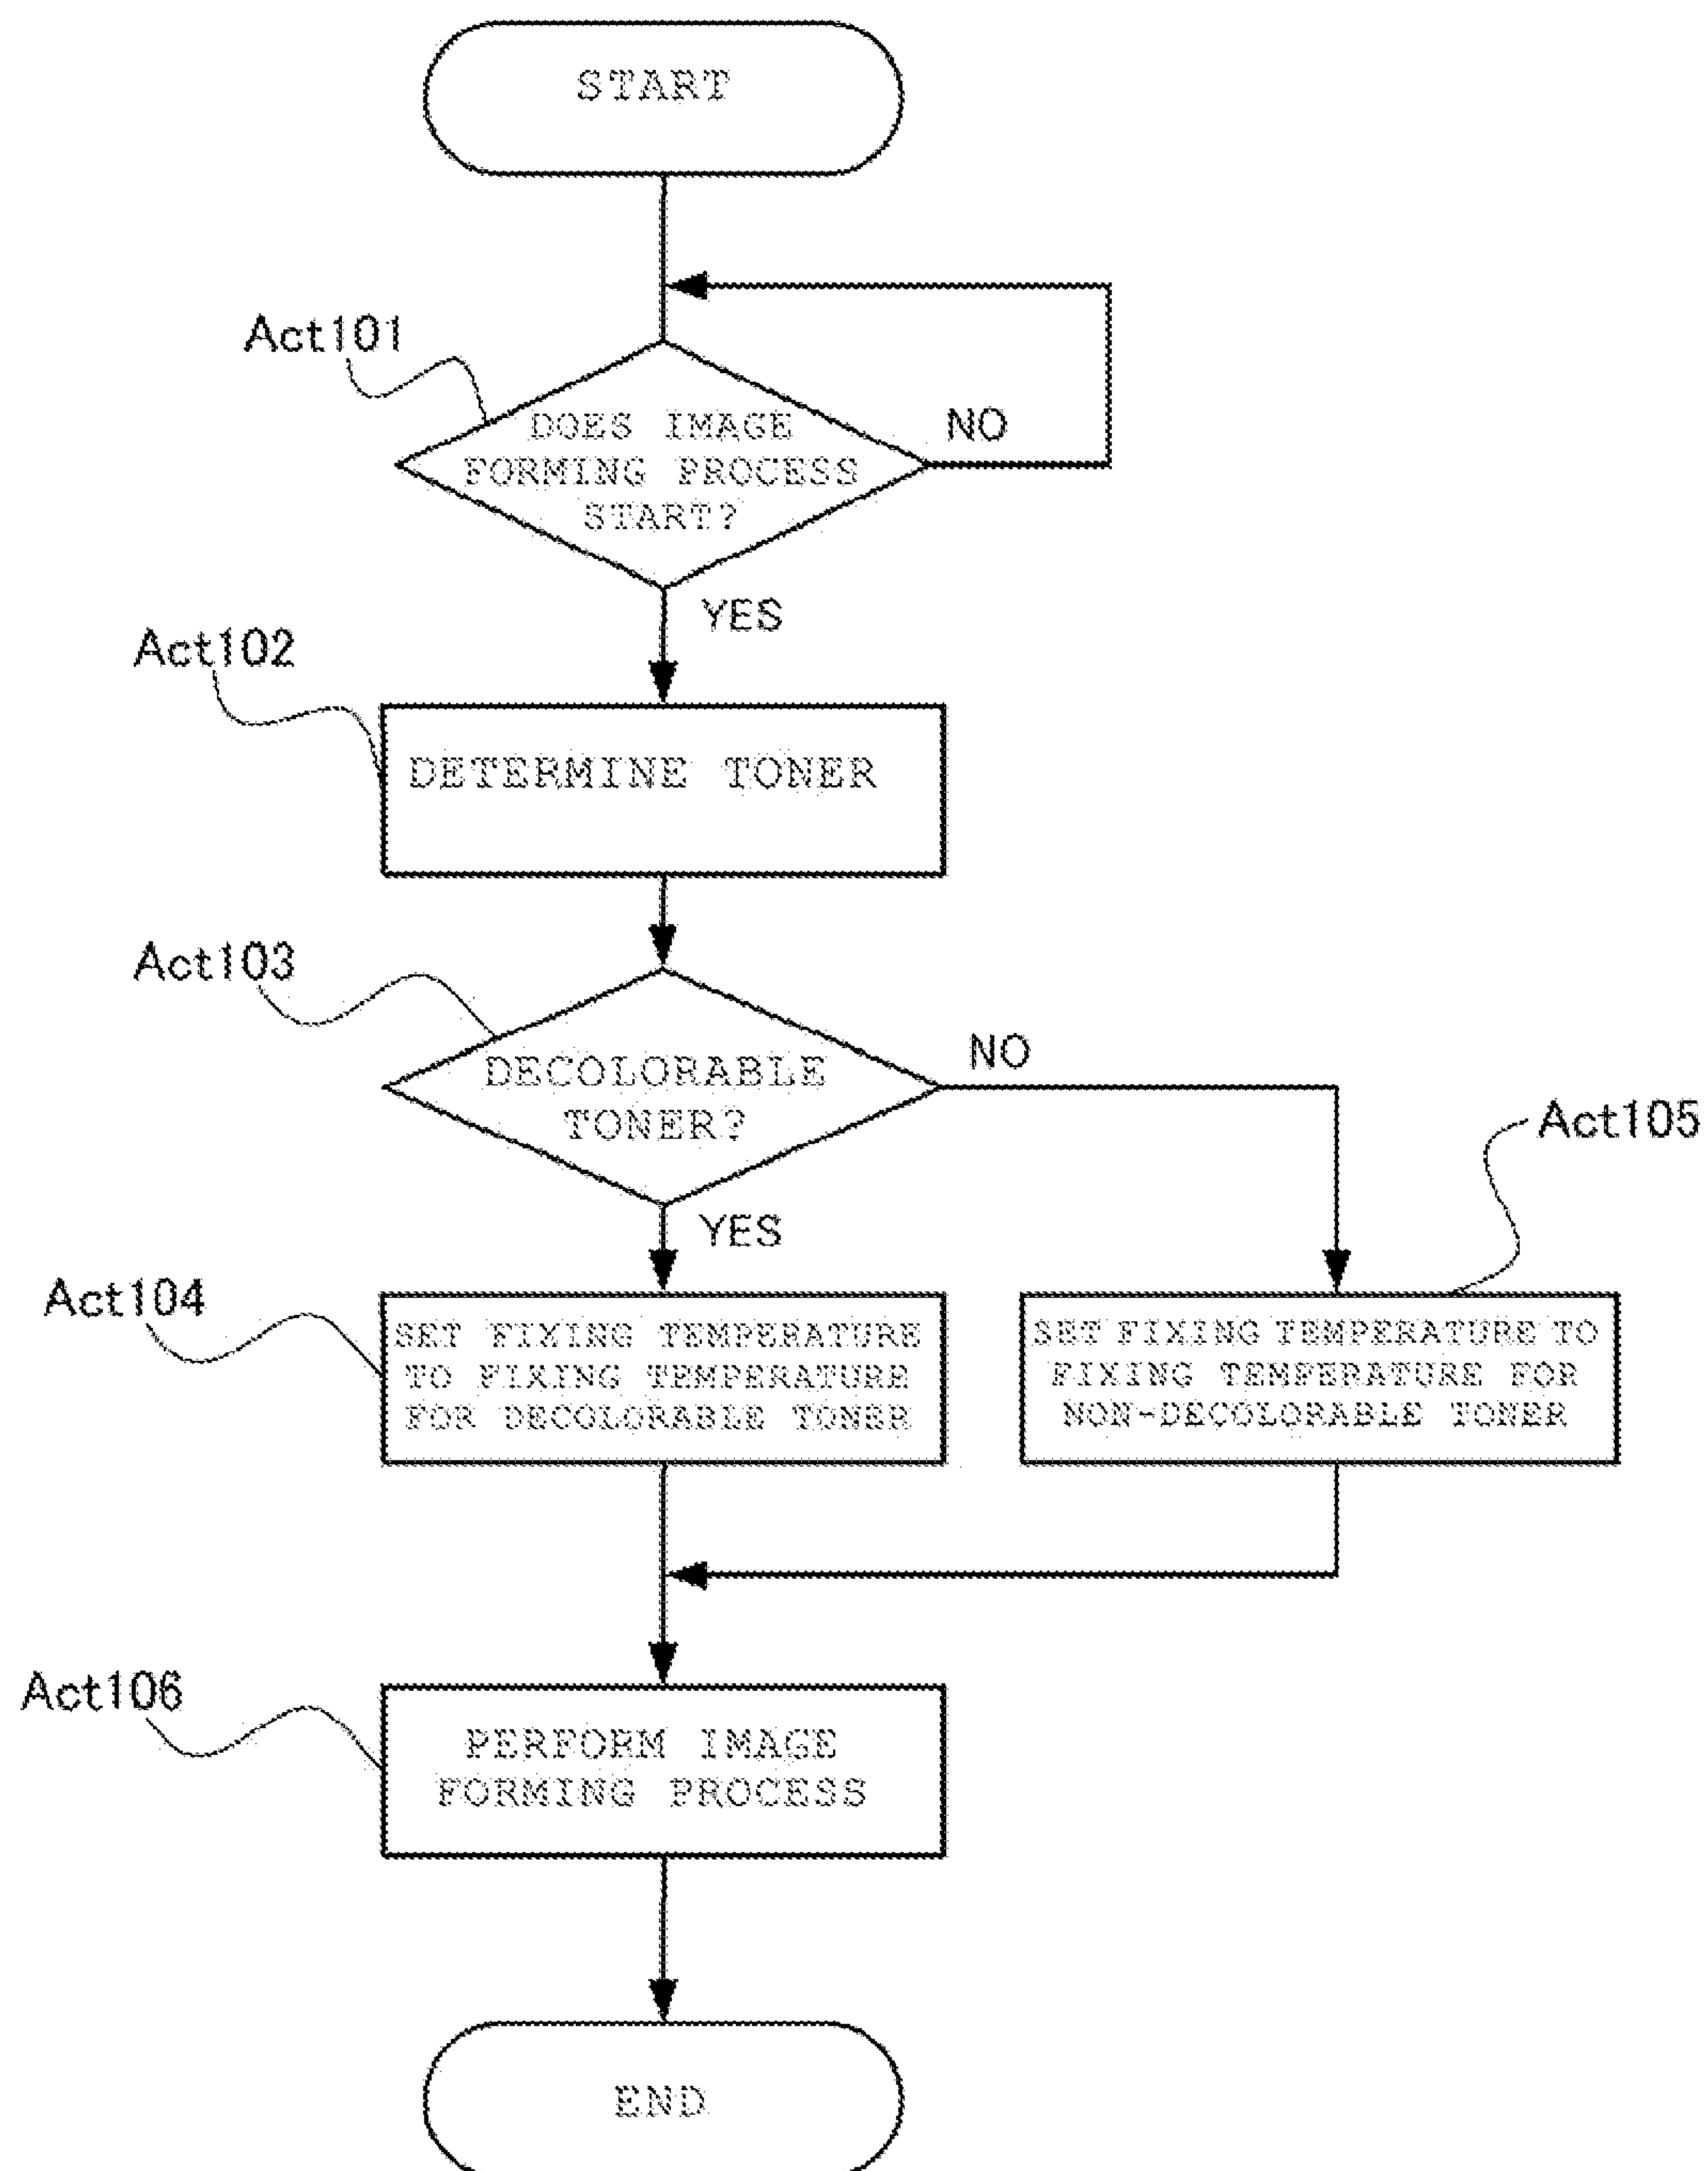 START
Act101
DOES IMAGE
FORMING PROCESS
START?
NO
YES
Act102
DETERMINE TONER
Act103
DECOLORABLE
TONER?
NO
YES
Act105
Act104
SET FIXING TEMPERATURE
TO FIXING TEMPERATURE
FOR DECOLORABLE TONER
SET FIXING TEMPERATURE TO
FIXING TEMPERATURE FOR
NON-DECOLORABLE TONER
Act106
PERFORM IMAGE
FORMING PROCESS
END